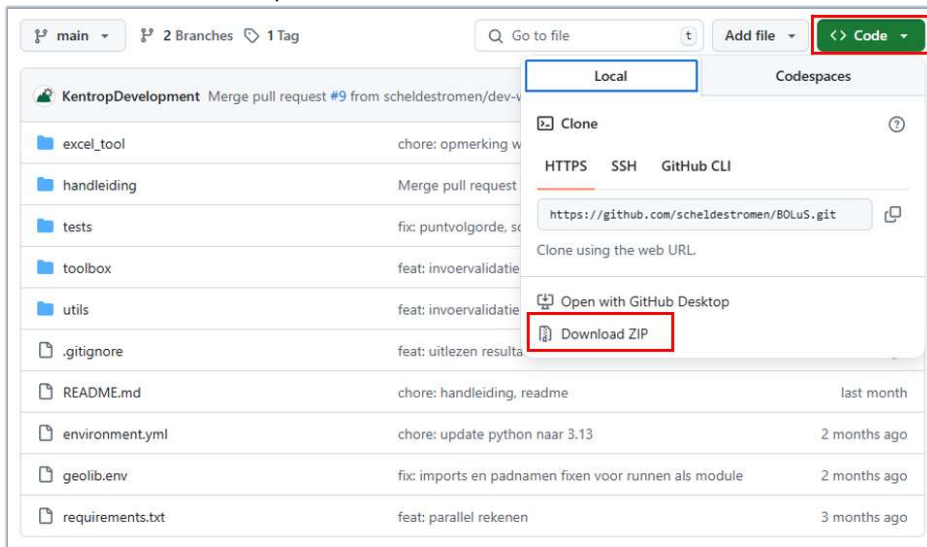 main 2 Branches 1 Tag Go to file t Add file <> Code
Local Codespaces
KentropDevelopment Merge pull request #9 from scheldestromen/dev-
Clone
excel_tool chore: opmerking
HTTPS SSH GitHub CLI
handleiding Merge pull request
https://github.com/scheldestromen/BOLuS.git
tests fix: puntvolgorde,
Clone using the web URL.
toolbox feat: invoervalidatie
utils feat: invoervalidatie
Open with GitHub Desktop
Download ZIP
.gitignore feat: uitlezen
README.md chore: handleiding, readme last month
environment.yml chore: update python naar 3.13 2 months ago
geolib.env fix: imports en padnamen fixen voor runnen als module 2 months ago
requirements.txt feat: parallel rekenen 3 months ago